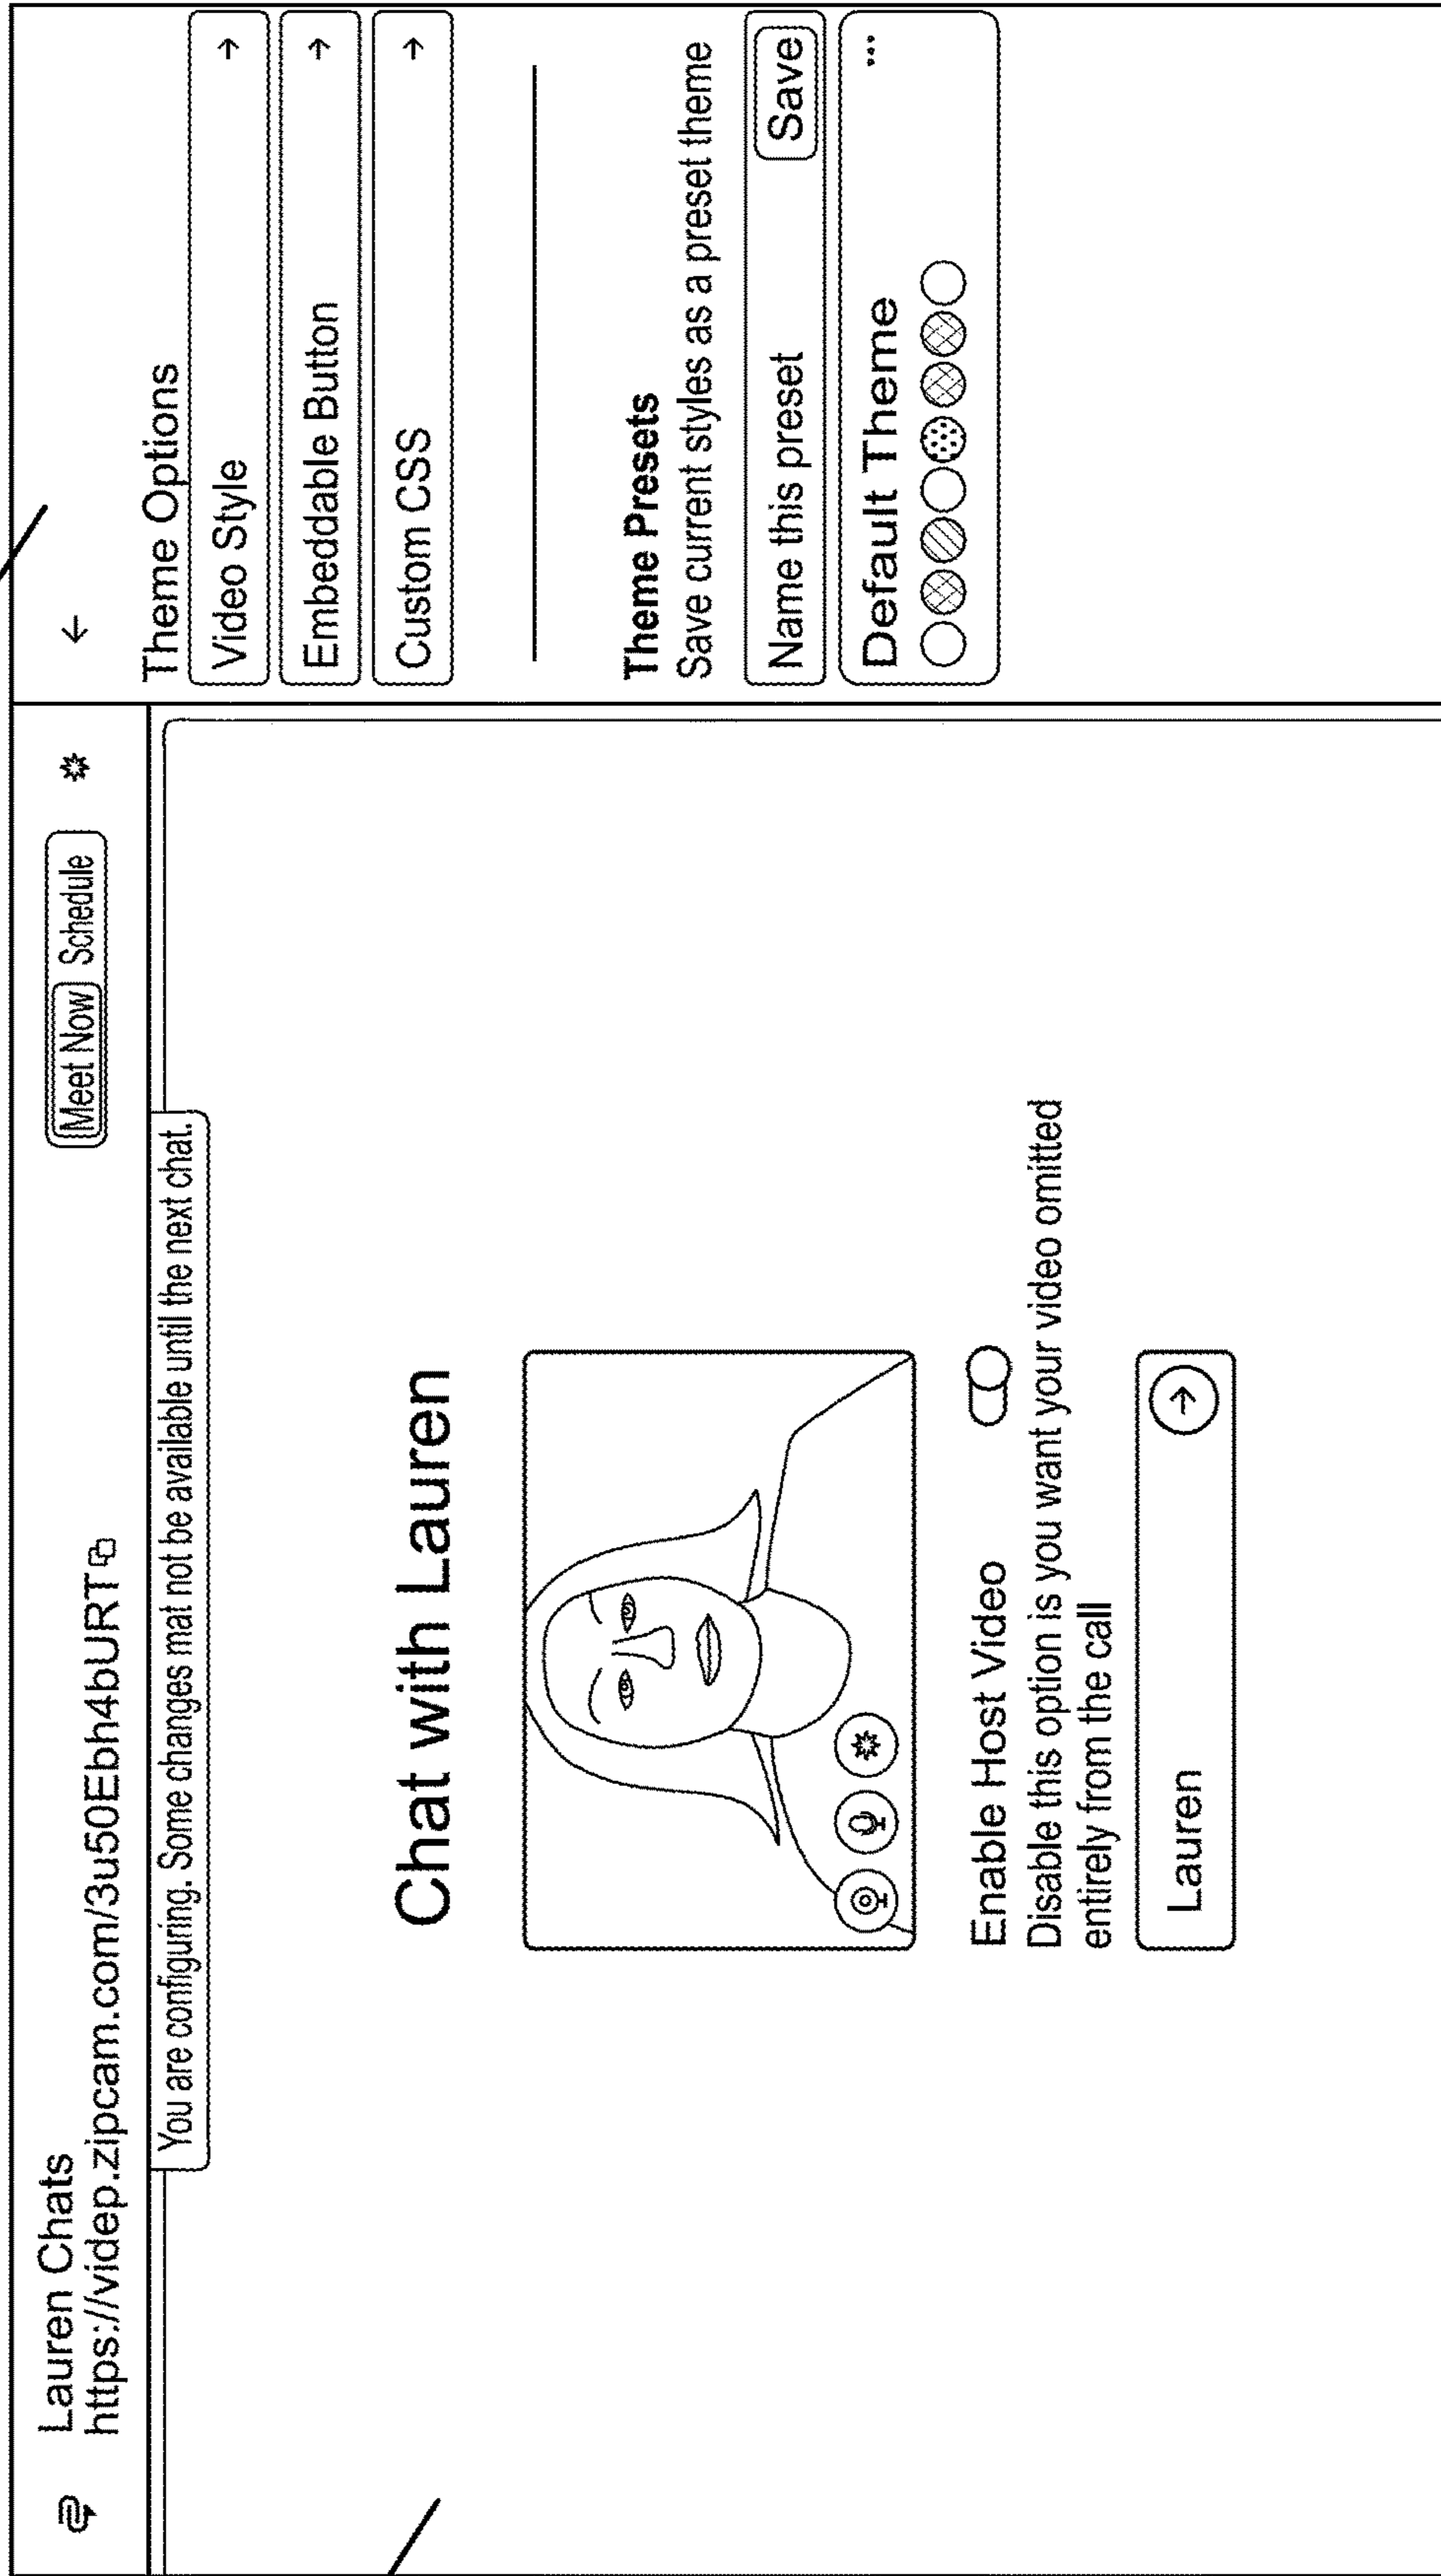 Lauren Chats
https://videp.zipcam.com/3u50Ebh4bURT
Meet Now Schedule
You are configuring. Some changes mat not be available until the next chat.
Chat with Lauren
Enable Host Video
Disable this option is you want your video omitted
entirely from the call
Lauren
Theme Options
Video Style
Embeddable Button
Custom CSS
Theme Presets
Save current styles as a preset theme
Name this preset Save
Default Theme